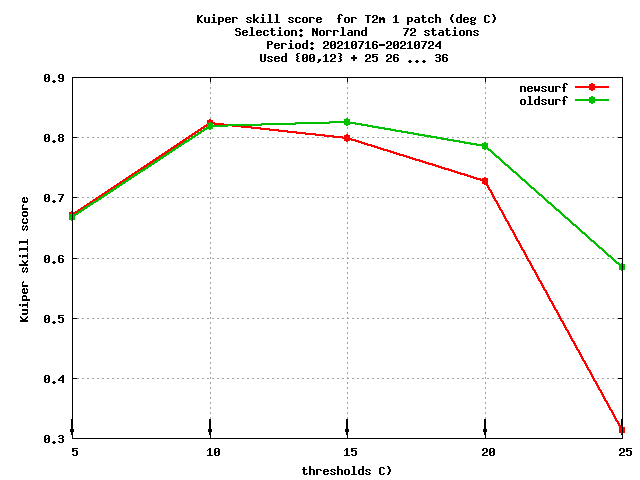 Kuiper skill score  for T2m 1 patch (deg C)
Selection: Norrland     72 stations
Period: 20210716-20210724
Used {00,12} + 25 26 ... 36
newsurf
oldsurf
0.9
0.8
0.7
0.6
0.5
0.4
0.3
Kuiper skill score
5 10 15 20 25
thresholds C)